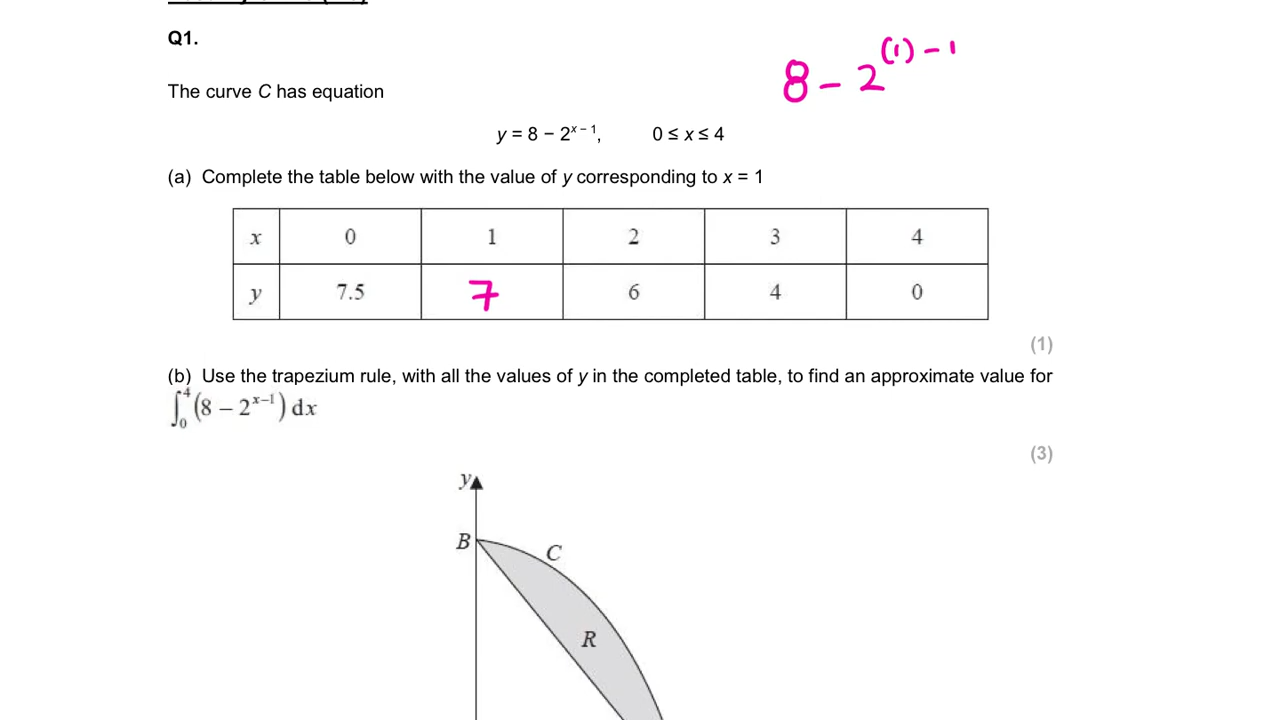 Q1.
8 - 2^(1) - 1
The curve C has equation
y = 8 − 2^x − 1,  0 ≤ x ≤ 4
(a) Complete the table below with the value of y corresponding to x = 1
x 0 1 2 3 4
y 7.5 7 6 4 0
(1)
(b) Use the trapezium rule, with all the values of y in the completed table, to find an approximate value for
∫₀⁴(8 – 2^x–1) dx
(3)
y
B
C
R